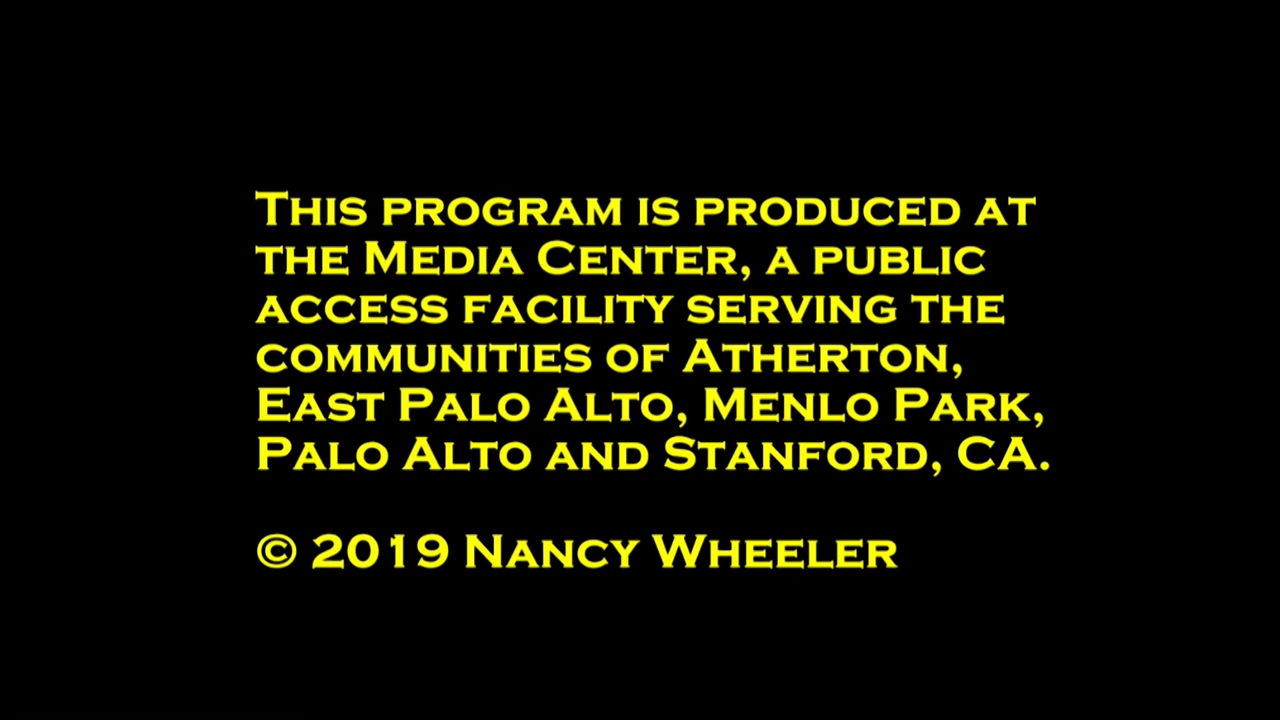 This program is produced at
the Media Center, a public
access facility serving the
communities of Atherton,
East Palo Alto, Menlo Park,
Palo Alto and Stanford, CA.
© 2019 Nancy Wheeler